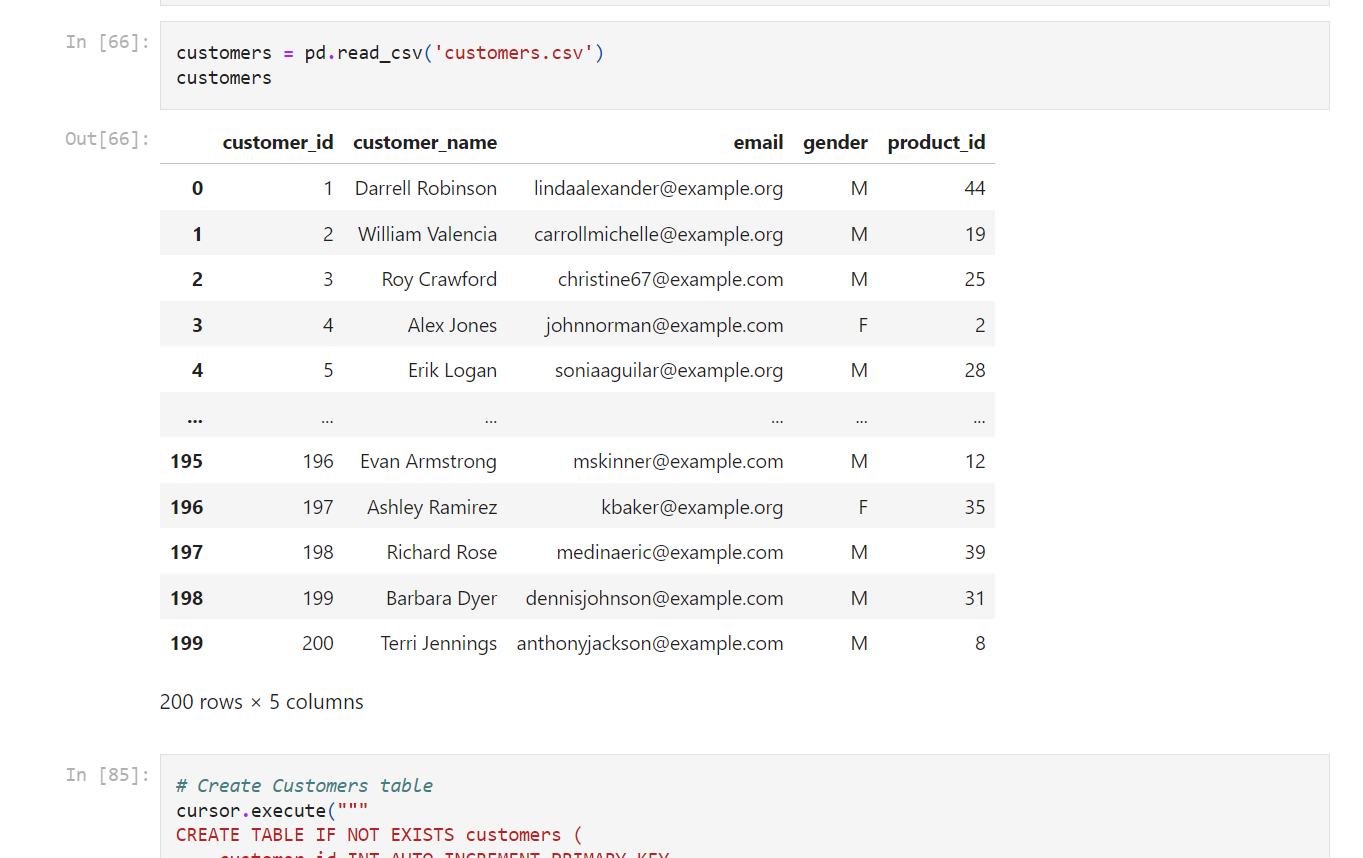 In [66]:
customers = pd.read_csv('customers.csv')
customers
Out[66]:
customer_id customer_name email gender product_id
0 1 Darrell Robinson lindaalexander@example.org M 44
1 2 William Valencia carrollmichelle@example.org M 19
2 3 Roy Crawford christine67@example.com M 25
3 4 Alex Jones johnnorman@example.com F 2
4 5 Erik Logan soniaaguilar@example.org M 28
... ... ... ... ... ...
195 196 Evan Armstrong mskinner@example.com M 12
196 197 Ashley Ramirez kbaker@example.org F 35
197 198 Richard Rose medinaeric@example.com M 39
198 199 Barbara Dyer dennisjohnson@example.com M 31
199 200 Terri Jennings anthonyjackson@example.com M 8
200 rows × 5 columns
In [85]:
# Create Customers table
cursor.execute("""
CREATE TABLE IF NOT EXISTS customers (
customer_id INT AUTO_INCREMENT PRIMARY KEY